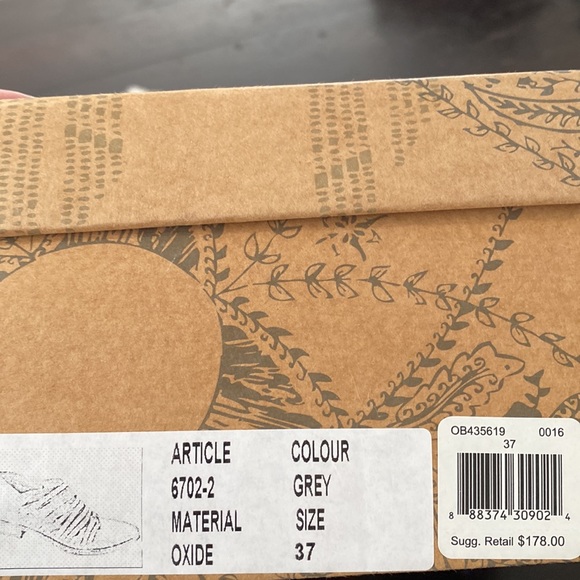 ARTICLE COLOUR
6702-2 GREY
MATERIAL SIZE
OXIDE 37
OB435619 0016
37
8 88374 30902 4
Sugg. Retail $178.00